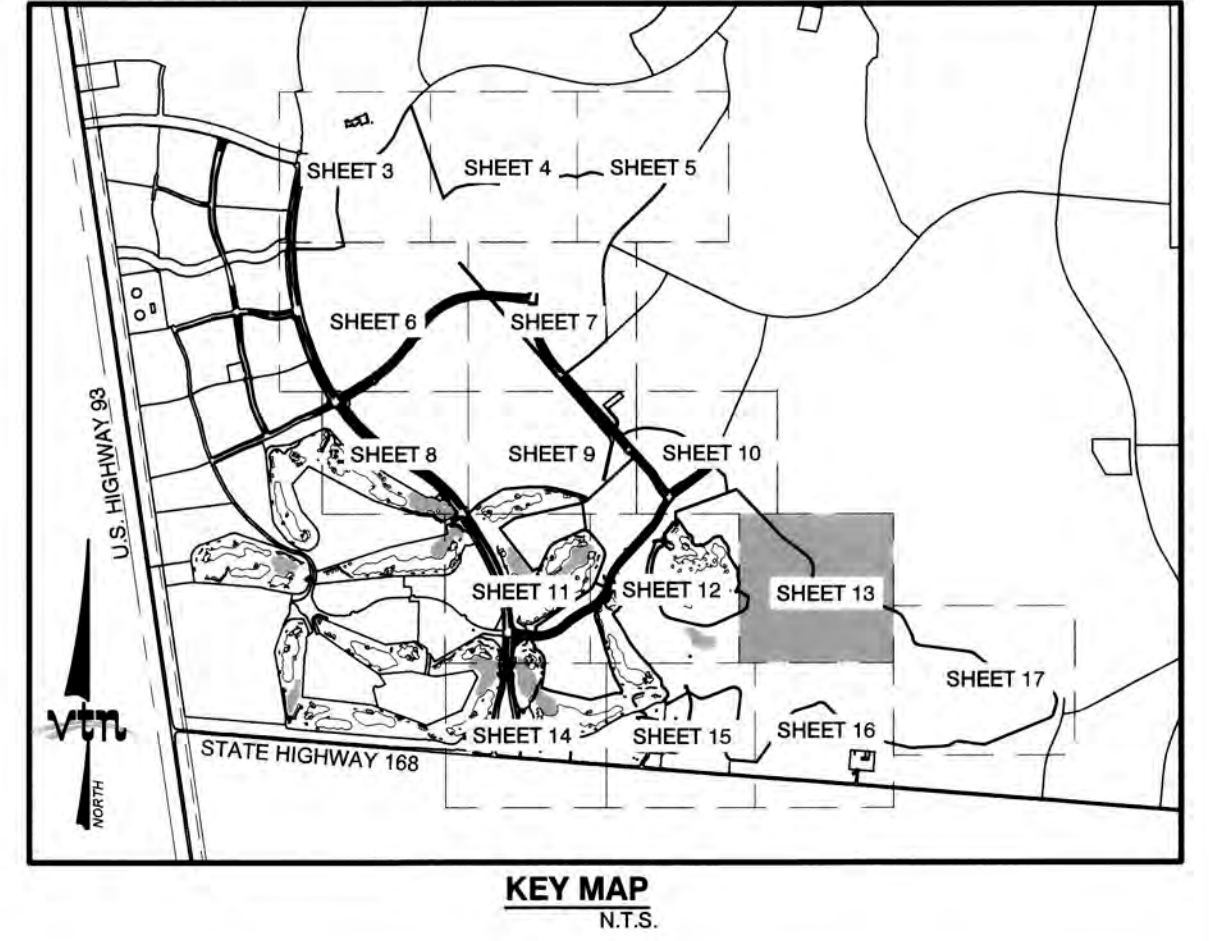 SHEET 3
SHEET 4
SHEET 5
SHEET 6
SHEET 7
SHEET 8
SHEET 9
SHEET 10
SHEET 11
SHEET 12
SHEET 13
SHEET 14
SHEET 15
SHEET 16
SHEET 17
U.S. HIGHWAY 93
STATE HIGHWAY 168
vtn
NORTH
KEY MAP
N.T.S.